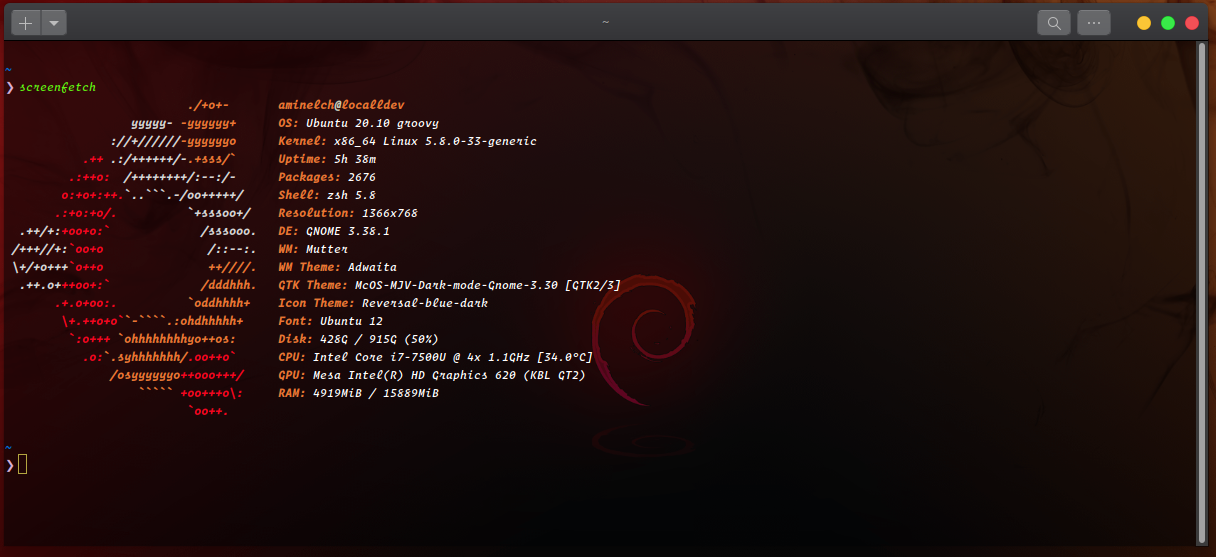 ~
~
❯ screenfetch
                          ./+o+-       aminelch@localldev
                  yyyyy- -yyyyyy+      OS: Ubuntu 20.10 groovy
               ://+//////-yyyyyyo      Kernel: x86_64 Linux 5.8.0-33-generic
           .++ .:/++++++/-.+sss/`      Uptime: 5h 38m
         .:++o:  /++++++++/:--:/-      Packages: 2676
        o:+o+:++.`..```.-/oo+++++/     Shell: zsh 5.8
       .:+o:+o/.          `+sssoo+/    Resolution: 1366x768
  .++/+:+oo+o:`             /sssooo.   DE: GNOME 3.38.1
 /+++//+:`oo+o               /::--:.   WM: Mutter
 \+/+o+++`o++o               ++////.   WM Theme: Adwaita
  .++.o+++oo+:`             /dddhhh.   GTK Theme: McOS-MJV-Dark-mode-Gnome-3.30 [GTK2/3]
       .+.o+oo:.          `oddhhhh+    Icon Theme: Reversal-blue-dark
        \+.++o+o``-````.:ohdhhhhh+     Font: Ubuntu 12
         `:o+++ `ohhhhhhhhyo++os:      Disk: 428G / 915G (50%)
           .o:`.syhhhhhhh/.oo++o`      CPU: Intel Core i7-7500U @ 4x 1.1GHz [34.0°C]
               /osyyyyyyo++ooo+++/     GPU: Mesa Intel(R) HD Graphics 620 (KBL GT2)
                   ````` +oo+++o\:     RAM: 4919MiB / 15889MiB
                          `oo++.
~
❯